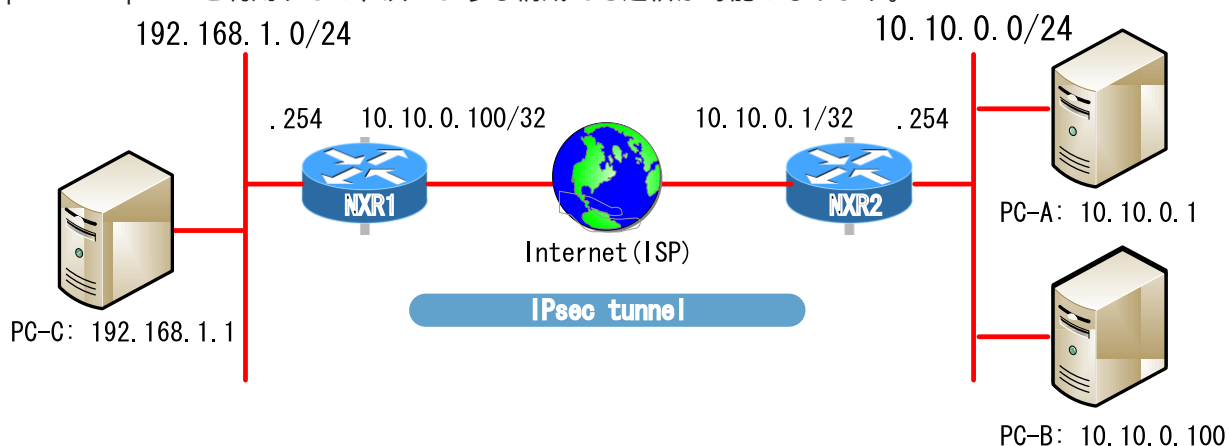 192.168.1.0/24
10.10.0.0/24
.254
10.10.0.100/32
10.10.0.1/32
.254
NXR1
NXR2
Internet(ISP)
IPsec tunnel
PC-C: 192.168.1.1
PC-A: 10.10.0.1
PC-B: 10.10.0.100